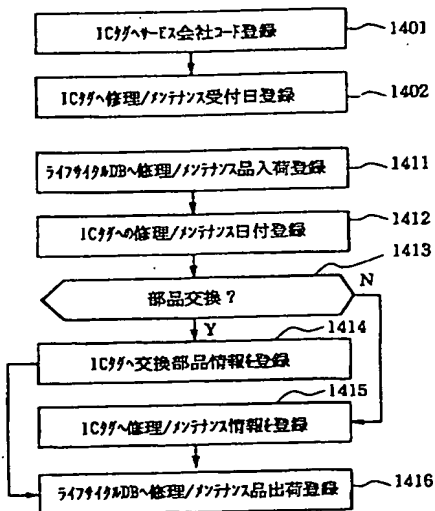 ICﾀｸﾞへｻｰﾋﾞｽ会社ｺｰﾄﾞ登録
1401
ICﾀｸﾞへ修理/ﾒﾝﾃﾅﾝｽ受付日登録
1402
ﾗｲﾌｻｲｸﾙDBへ修理/ﾒﾝﾃﾅﾝｽ品入荷登録
1411
ICﾀｸﾞへの修理/ﾒﾝﾃﾅﾝｽ日付登録
1412
1413
部品交換？
N
Y
1414
ICﾀｸﾞへ交換部品情報を登録
1415
ICﾀｸﾞへ修理/ﾒﾝﾃﾅﾝｽ情報を登録
ﾗｲﾌｻｲｸﾙDBへ修理/ﾒﾝﾃﾅﾝｽ品出荷登録
1416